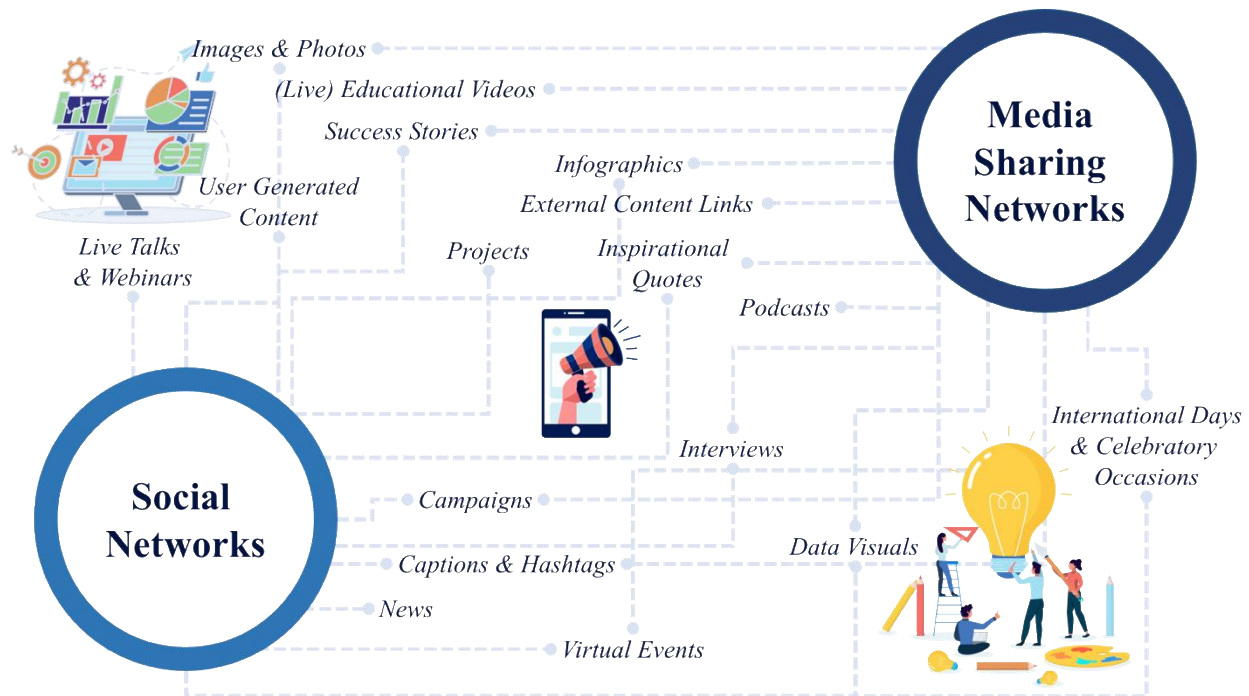 Images & Photos
(Live) Educational Videos
Success Stories
Infographics
User Generated
Content
External Content Links
Live Talks
& Webinars
Projects
Inspirational
Quotes
Podcasts
Media
Sharing
Networks
International Days
& Celebratory
Occasions
Interviews
Social
Networks
Campaigns
Data Visuals
Captions & Hashtags
News
Virtual Events